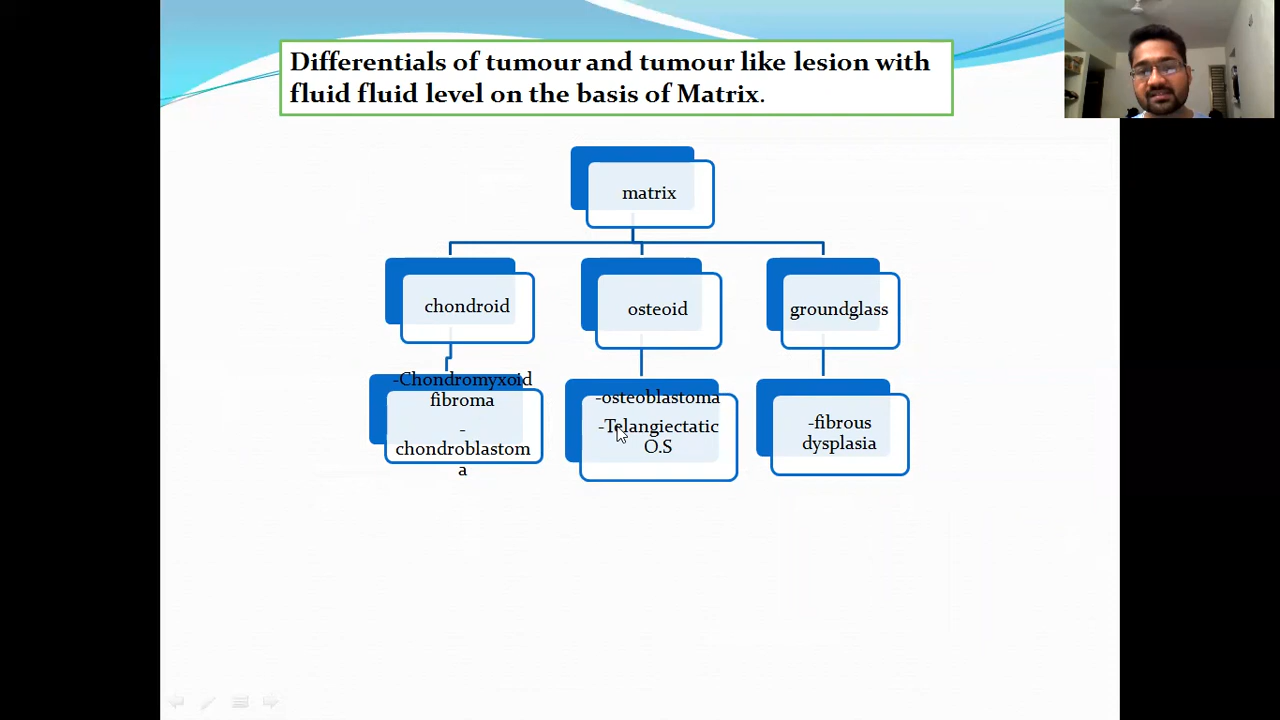 Differentials of tumour and tumour like lesion with
fluid fluid level on the basis of Matrix.
matrix
chondroid
osteoid
groundglass
-Chondromyxoid
fibroma
-
chondroblastom
a
-osteoblastoma
-Telangiectatic
O.S
-fibrous
dysplasia